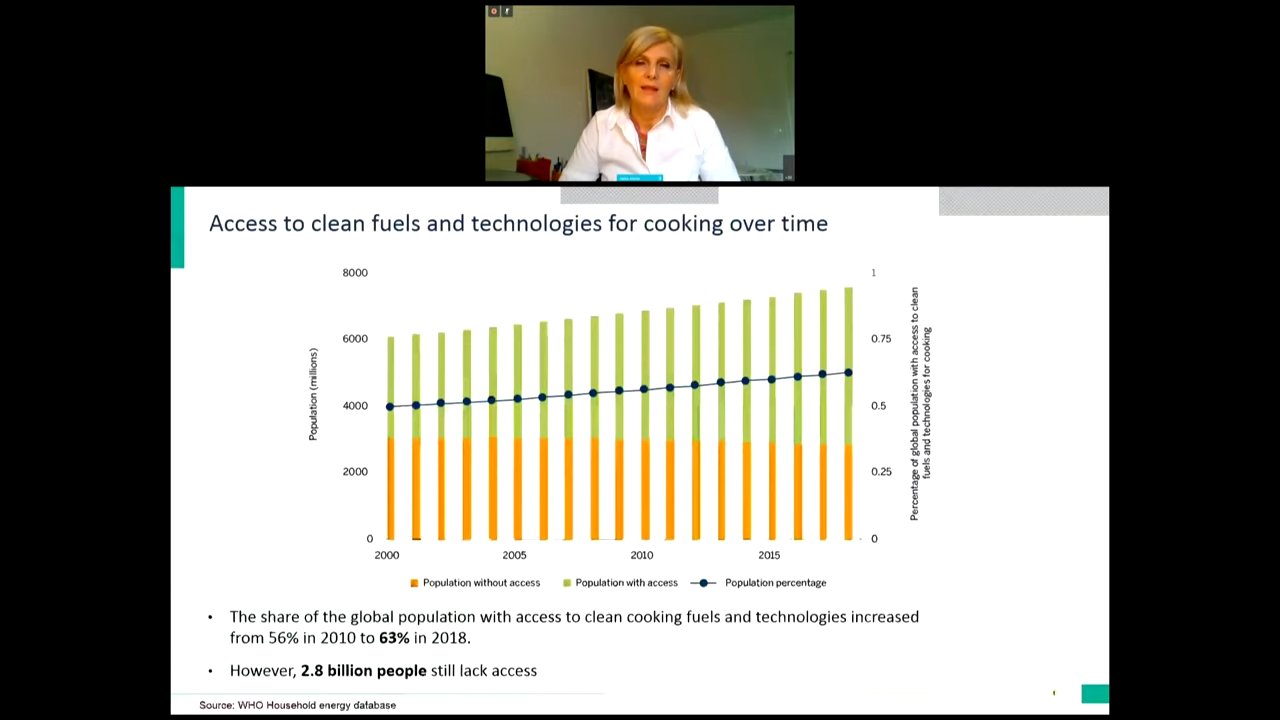 Access to clean fuels and technologies for cooking over time
8000
6000
4000
2000
0
Population (millions)
1
0.75
0.5
0.25
0
Percentage of global population with access to clean
fuels and technologies for cooking
2000
2005
2010
2015
Population without access
Population with access
Population percentage
• The share of the global population with access to clean cooking fuels and technologies increased
from 56% in 2010 to 63% in 2018.
• However, 2.8 billion people still lack access
Source: WHO Household energy database